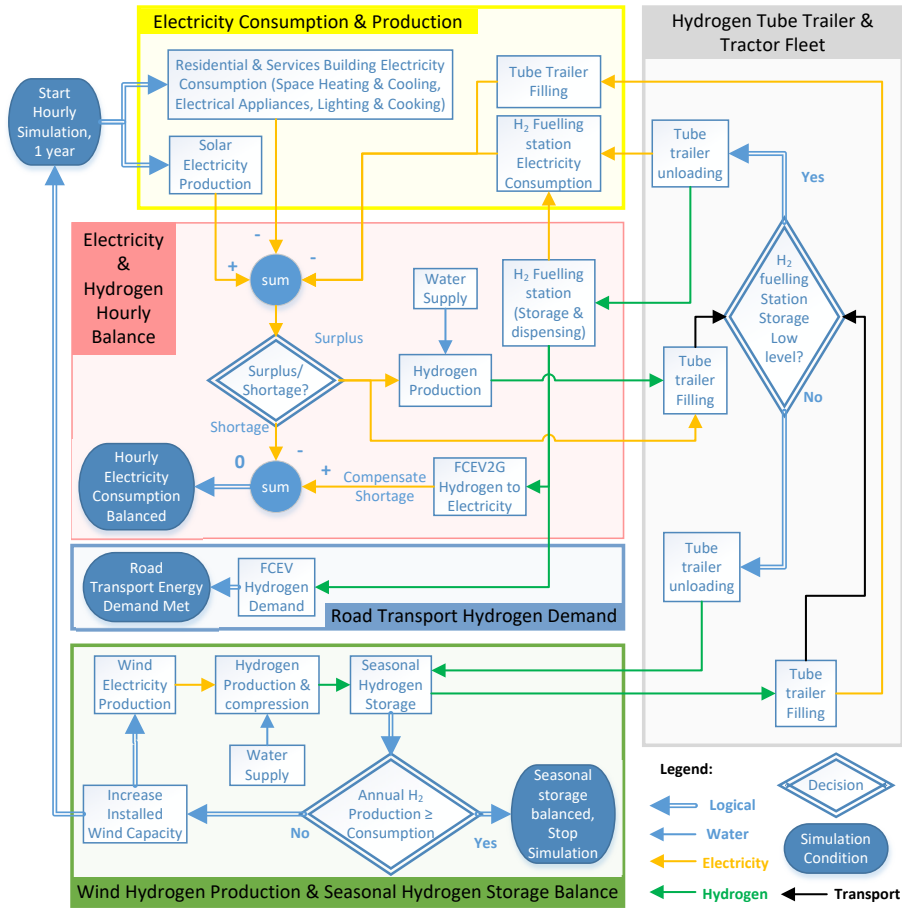 Electricity Consumption & Production
Hydrogen Tube Trailer &
Tractor Fleet
Start
Hourly
Simulation,
1 year
Residential & Services Building Electricity
Consumption (Space Heating & Cooling,
Electrical Appliances, Lighting & Cooking)
Solar
Electricity
Production
Tube Trailer
Filling
H₂ Fuelling
station
Electricity
Consumption
Tube
trailer
unloading
Yes
Electricity
&
Hydrogen
Hourly
Balance
-
+
-
sum
Water
Supply
H₂ Fuelling
station
(Storage &
dispensing)
H₂
fuelling
Station
Storage
Low
level?
Surplus
Surplus/
Shortage?
Hydrogen
Production
Tube
trailer
Filling
No
Shortage
Hourly
Electricity
Consumption
Balanced
0
-
+
sum
Compensate
Shortage
FCEV2G
Hydrogen to
Electricity
Tube
trailer
unloading
Road
Transport Energy
Demand Met
FCEV
Hydrogen
Demand
Road Transport Hydrogen Demand
Wind
Electricity
Production
Hydrogen
Production &
compression
Seasonal
Hydrogen
Storage
Tube
trailer
Filling
Water
Supply
Increase
Installed
Wind Capacity
No
Annual H₂
Production ≥
Consumption
Yes
Seasonal
storage
balanced,
Stop
Simulation
Wind Hydrogen Production & Seasonal Hydrogen Storage Balance
Legend:
Logical
Water
Electricity
Hydrogen
Decision
Simulation
Condition
Transport